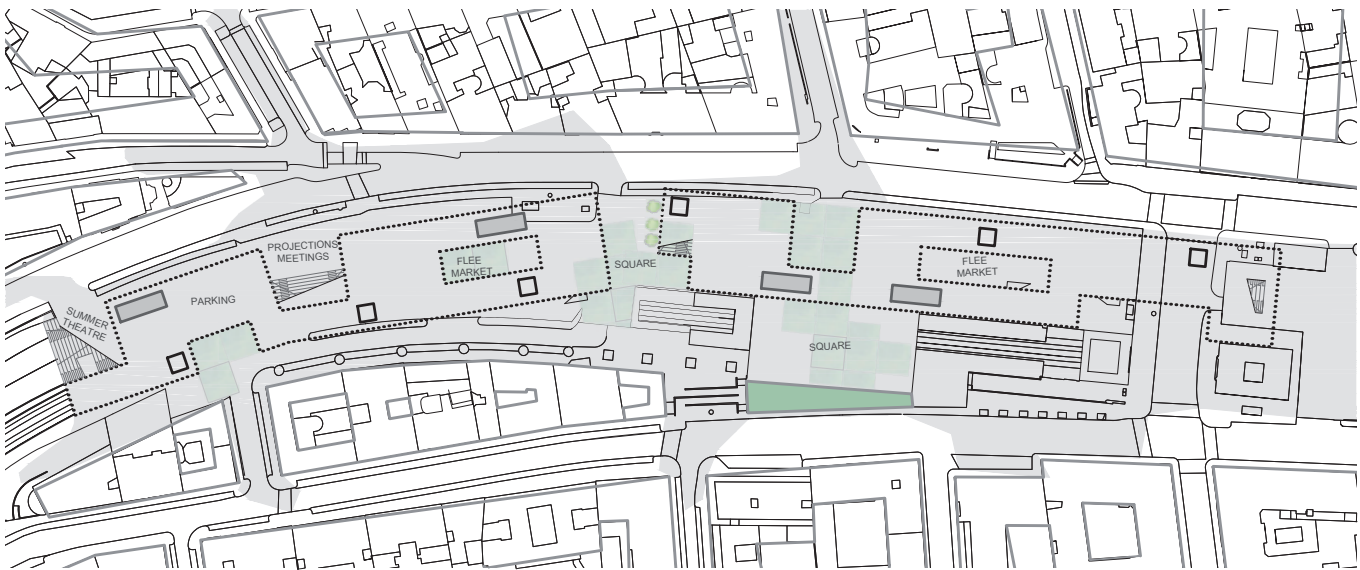 SUMMER
THEATRE
PARKING
PROJECTIONS
MEETINGS
FLEE
MARKET
SQUARE
SQUARE
FLEE
MARKET